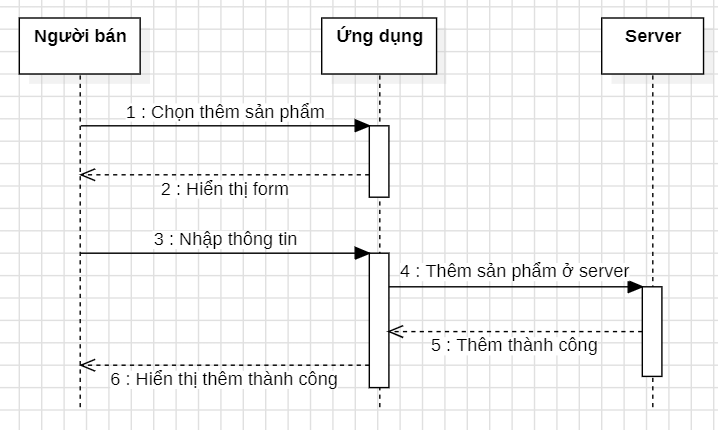 Người bán
Ứng dụng
Server
1 : Chọn thêm sản phẩm
2 : Hiển thị form
3 : Nhập thông tin
4 : Thêm sản phẩm ở server
5 : Thêm thành công
6 : Hiển thị thêm thành công